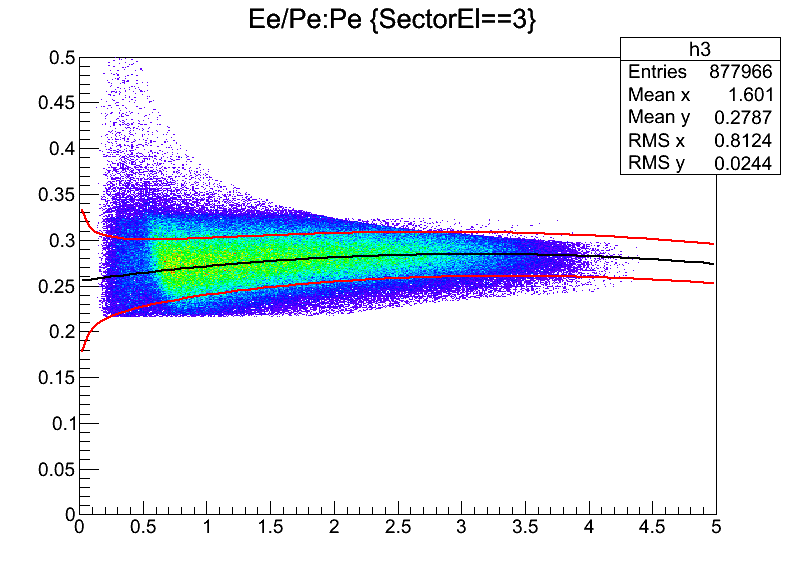 Ee/Pe:Pe {SectorEl==3}
h3
Entries 877966
Mean x 1.601
Mean y 0.2787
RMS x 0.8124
RMS y 0.0244
0.5
0.45
0.4
0.35
0.3
0.25
0.2
0.15
0.1
0.05
0
0 0.5 1 1.5 2 2.5 3 3.5 4 4.5 5